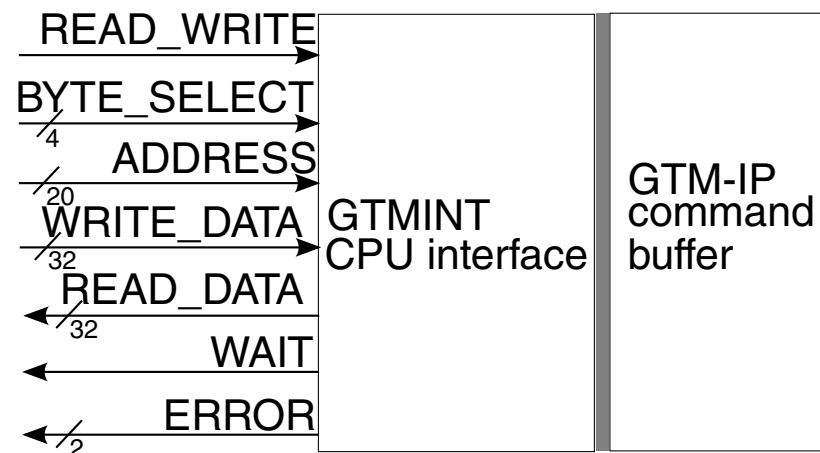 READ_WRITE
BYTE_SELECT
4
ADDRESS
20
WRITE_DATA
32
READ_DATA
32
WAIT
ERROR
2
GTMINT
CPU interface
GTM-IP
command
buffer